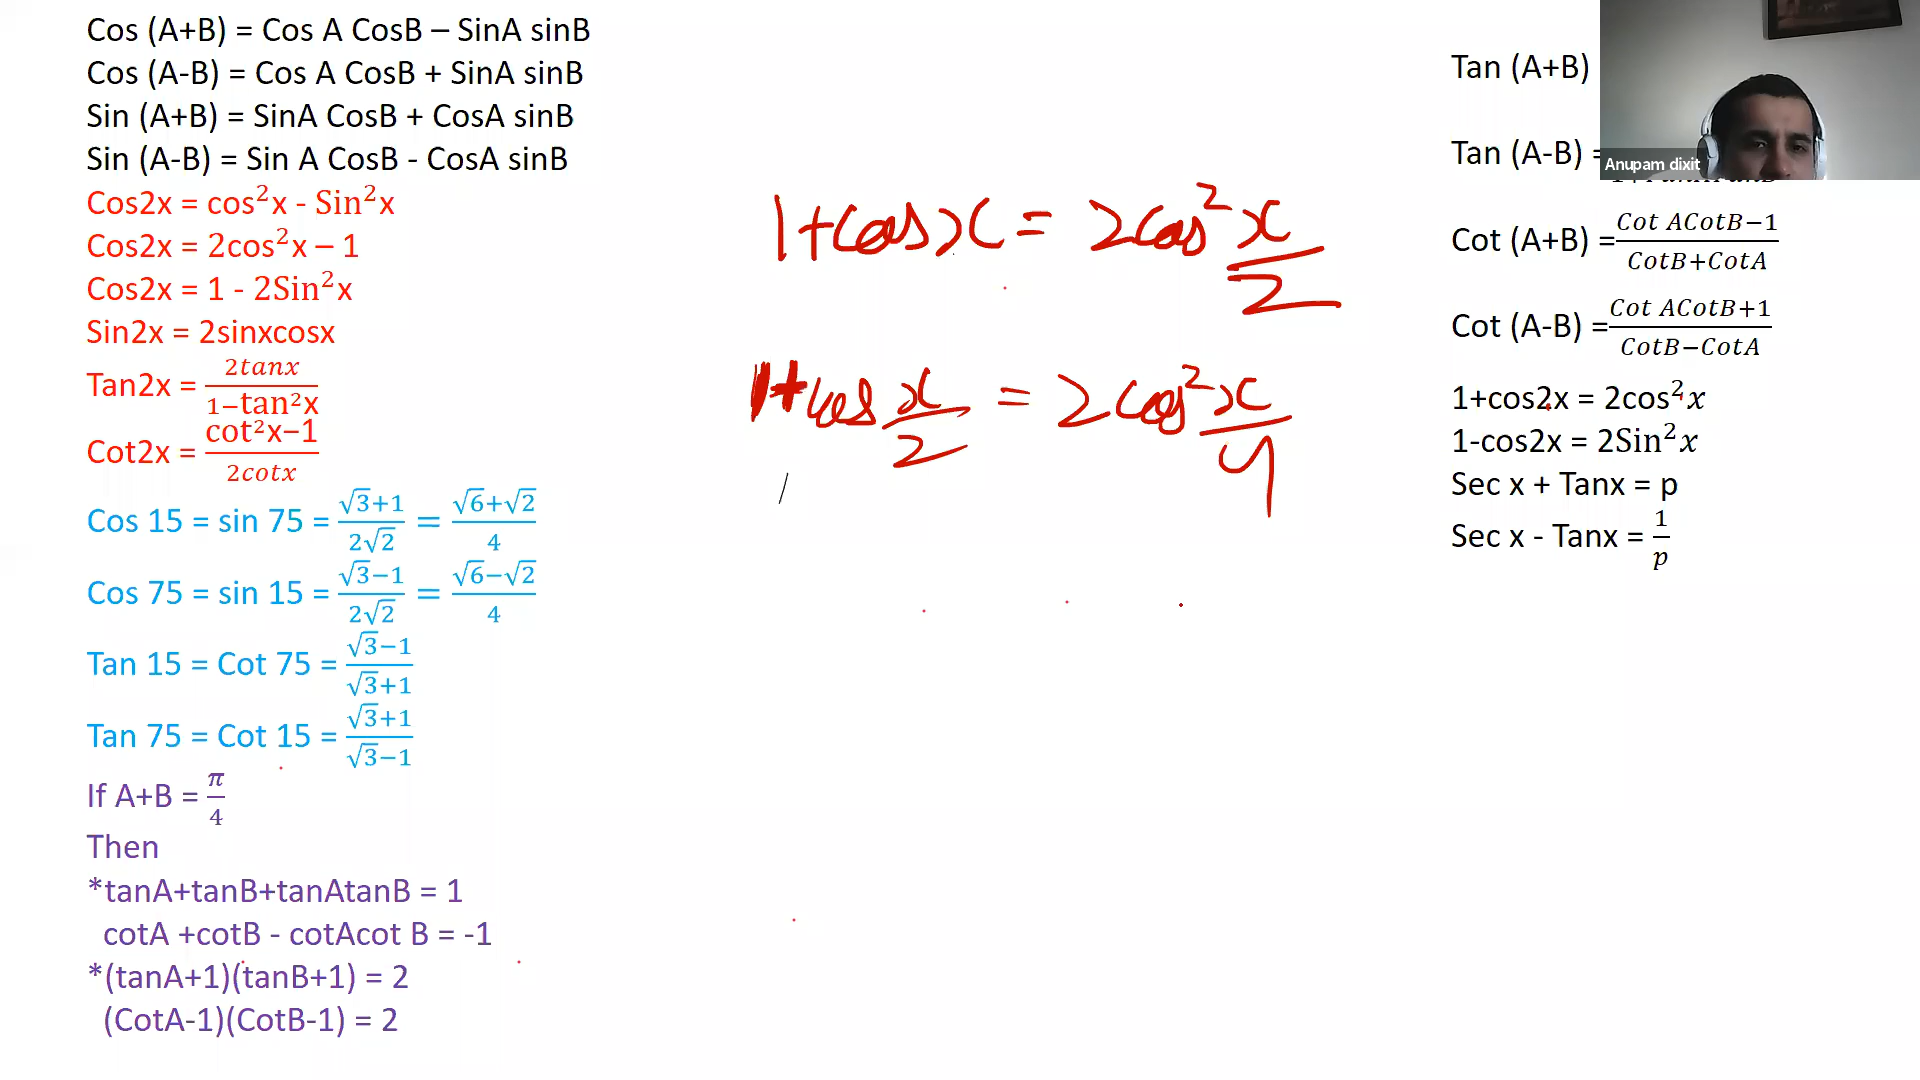 Cos (A+B) = Cos A CosB – SinA sinB
Cos (A-B) = Cos A CosB + SinA sinB
Sin (A+B) = SinA CosB + CosA sinB
Sin (A-B) = Sin A CosB - CosA sinB
Cos2x = cos²x - Sin²x
Cos2x = 2cos²x – 1
Cos2x = 1 - 2Sin²x
Sin2x = 2sinxcosx
Tan2x = 2tanx / 1−tan²x
Cot2x = cot²x−1 / 2cotx
Cos 15 = sin 75 = √3+1 / 2√2 = √6+√2 / 4
Cos 75 = sin 15 = √3−1 / 2√2 = √6−√2 / 4
Tan 15 = Cot 75 = √3−1 / √3+1
Tan 75 = Cot 15 = √3+1 / √3−1
If A+B = π / 4
Then
*tanA+tanB+tanAtanB = 1
cotA +cotB - cotAcot B = -1
*(tanA+1)(tanB+1) = 2
(CotA-1)(CotB-1) = 2
1+cosx = 2cos² x/2
1+cos x/2 = 2cos² x/4
Tan (A+B)
Tan (A-B) =
Cot (A+B) = Cot ACotB−1 / CotB+CotA
Cot (A-B) = Cot ACotB+1 / CotB−CotA
1+cos2x = 2cos²x
1-cos2x = 2Sin²x
Sec x + Tanx = p
Sec x - Tanx = 1 / p
Anupam dixit